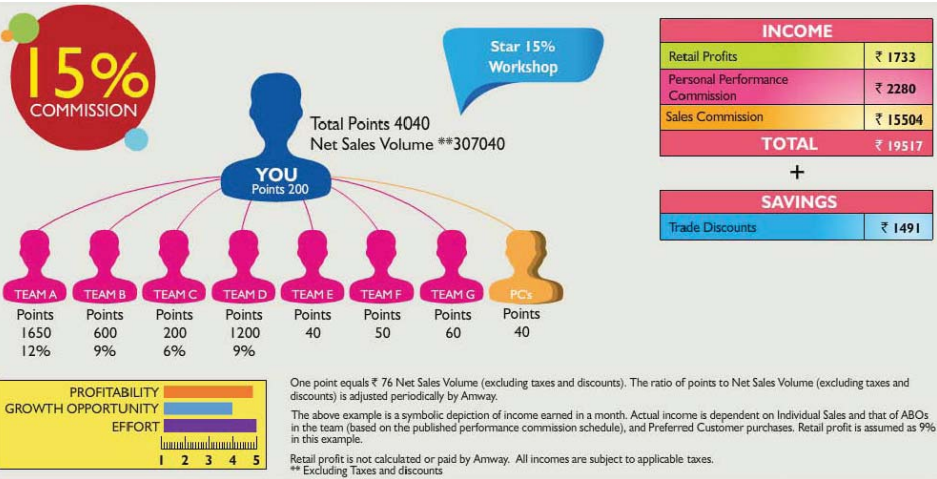 15%
COMMISSION
Star 15%
Workshop
Total Points 4040
Net Sales Volume **307040
YOU
Points 200
TEAM A
TEAM B
TEAM C
TEAM D
TEAM E
TEAM F
TEAM G
PC's
Points
1650
12%
Points
600
9%
Points
200
6%
Points
1200
9%
Points
40
Points
50
Points
60
Points
40
INCOME
Retail Profits ₹ 1733
Personal Performance
Commission ₹ 2280
Sales Commission ₹ 15504
TOTAL ₹ 19517
+
SAVINGS
Trade Discounts ₹ 1491
PROFITABILITY
GROWTH OPPORTUNITY
EFFORT
1 2 3 4 5
One point equals ₹ 76 Net Sales Volume (excluding taxes and discounts). The ratio of points to Net Sales Volume (excluding taxes and
discounts) is adjusted periodically by Amway.
The above example is a symbolic depiction of income earned in a month. Actual income is dependent on Individual Sales and that of ABOs
in the team (based on the published performance commission schedule), and Preferred Customer purchases. Retail profit is assumed as 9%
in this example.
Retail profit is not calculated or paid by Amway. All incomes are subject to applicable taxes.
** Excluding Taxes and discounts